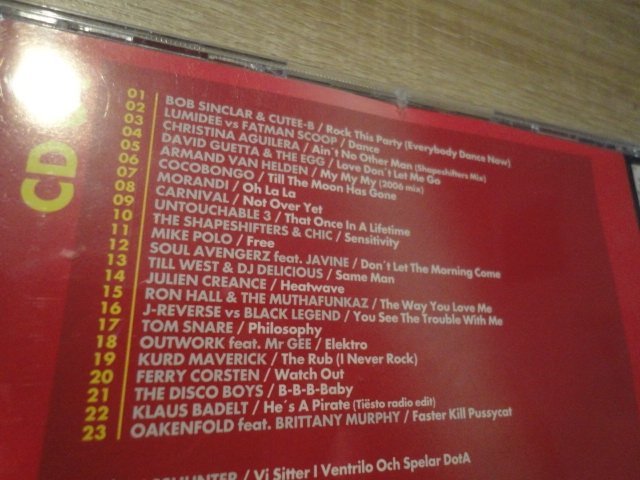 CD
01 BOB SINCLAR & CUTEE-B / Rock This Party (Everybody Dance Now)
02 LUMIDEE vs FATMAN SCOOP / Dance
03 CHRISTINA AGUILERA / Ain´t No Other Man (Shapeshifters Mix)
04 DAVID GUETTA & THE EGG / Love Don´t Let Me Go
05 ARMAND VAN HELDEN / My My My (2006 mix)
06 COCOBONGO / Till The Moon Has Gone
07 MORANDI / Oh La La
08 CARNIVAL / Not Over Yet
09 UNTOUCHABLE 3 / That Once In A Lifetime
10 THE SHAPESHIFTERS & CHIC / Sensitivity
11 MIKE POLO / Free
12 SOUL AVENGERZ feat. JAVINE / Don´t Let The Morning Come
13 TILL WEST & DJ DELICIOUS / Same Man
14 JULIEN CREANCE / Heatwave
15 RON HALL & THE MUTHAFUNKAZ / The Way You Love Me
16 J-REVERSE vs BLACK LEGEND / You See The Trouble With Me
17 TOM SNARE / Philosophy
18 OUTWORK feat. Mr GEE / Elektro
19 KURD MAVERICK / The Rub (I Never Rock)
20 FERRY CORSTEN / Watch Out
21 THE DISCO BOYS / B-B-B-Baby
22 KLAUS BADELT / He´s A Pirate (Tiësto radio edit)
23 OAKENFOLD feat. BRITTANY MURPHY / Faster Kill Pussycat
HUNTER / Vi Sitter I Ventrilo Och Spelar DotA